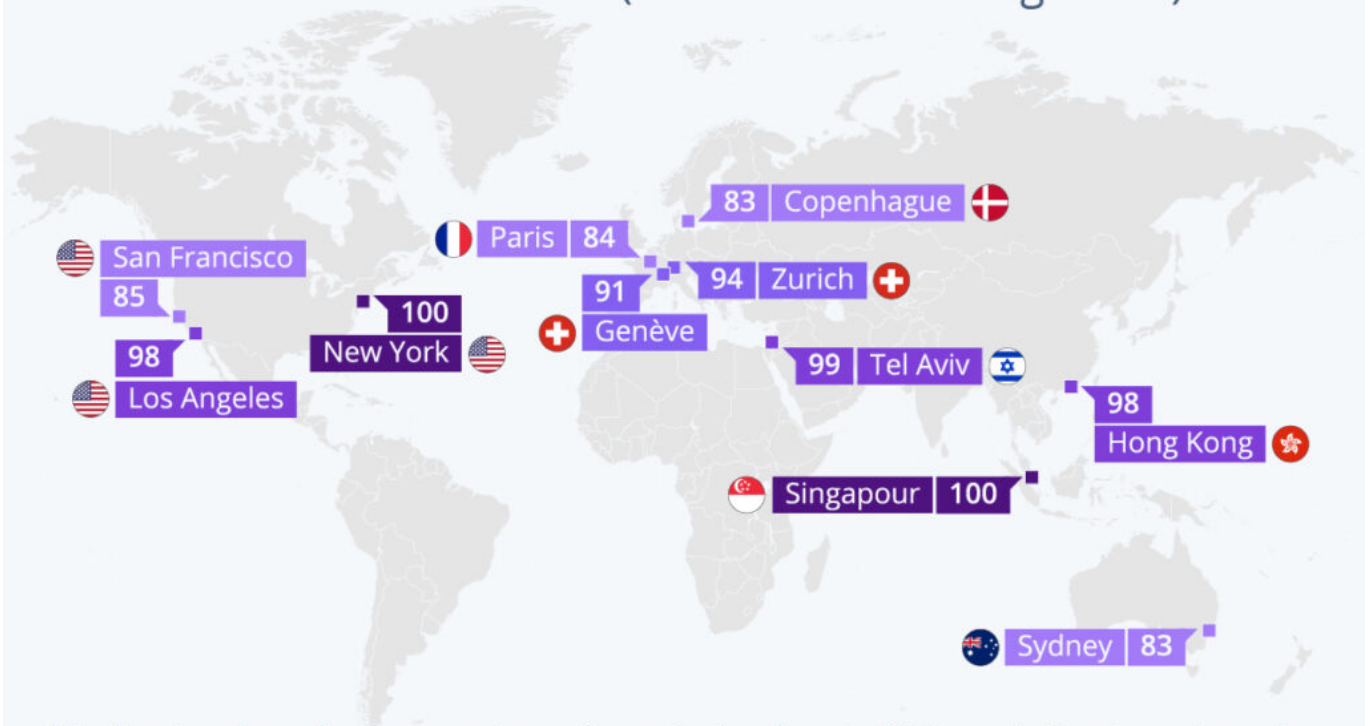 83 Copenhague
Paris 84
San Francisco
85
94 Zurich
91
Genève
100
New York
98
Los Angeles
99 Tel Aviv
98
Hong Kong
Singapour 100
Sydney 83